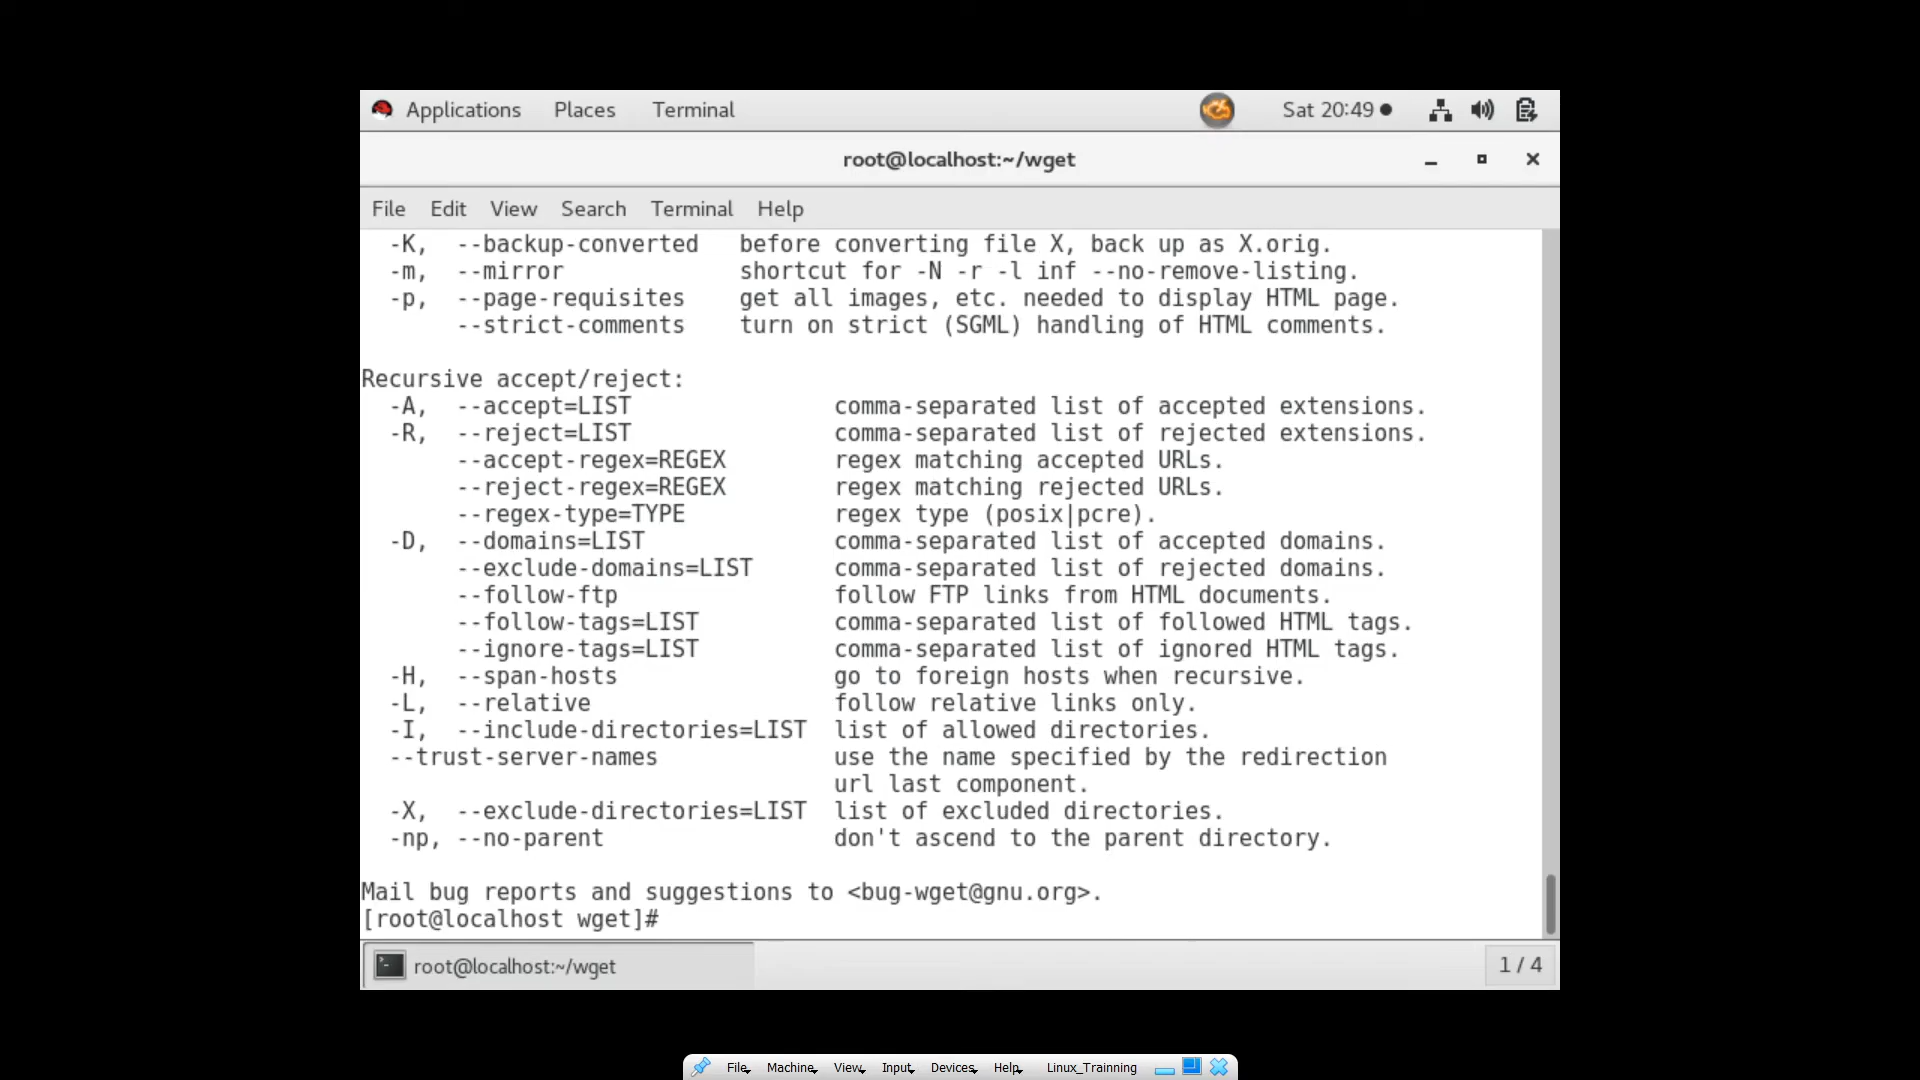 Applications Places Terminal Sat 20:49
root@localhost:~/wget
File Edit View Search Terminal Help
-K, --backup-converted before converting file X, back up as X.orig.
-m, --mirror shortcut for -N -r -l inf --no-remove-listing.
-p, --page-requisites get all images, etc. needed to display HTML page.
--strict-comments turn on strict (SGML) handling of HTML comments.
Recursive accept/reject:
-A, --accept=LIST comma-separated list of accepted extensions.
-R, --reject=LIST comma-separated list of rejected extensions.
--accept-regex=REGEX regex matching accepted URLs.
--reject-regex=REGEX regex matching rejected URLs.
--regex-type=TYPE regex type (posix|pcre).
-D, --domains=LIST comma-separated list of accepted domains.
--exclude-domains=LIST comma-separated list of rejected domains.
--follow-ftp follow FTP links from HTML documents.
--follow-tags=LIST comma-separated list of followed HTML tags.
--ignore-tags=LIST comma-separated list of ignored HTML tags.
-H, --span-hosts go to foreign hosts when recursive.
-L, --relative follow relative links only.
-I, --include-directories=LIST list of allowed directories.
--trust-server-names use the name specified by the redirection
url last component.
-X, --exclude-directories=LIST list of excluded directories.
-np, --no-parent don't ascend to the parent directory.
Mail bug reports and suggestions to <bug-wget@gnu.org>.
[root@localhost wget]#
root@localhost:~/wget 1 / 4
File Machine View Input Devices Help Linux_Trainning